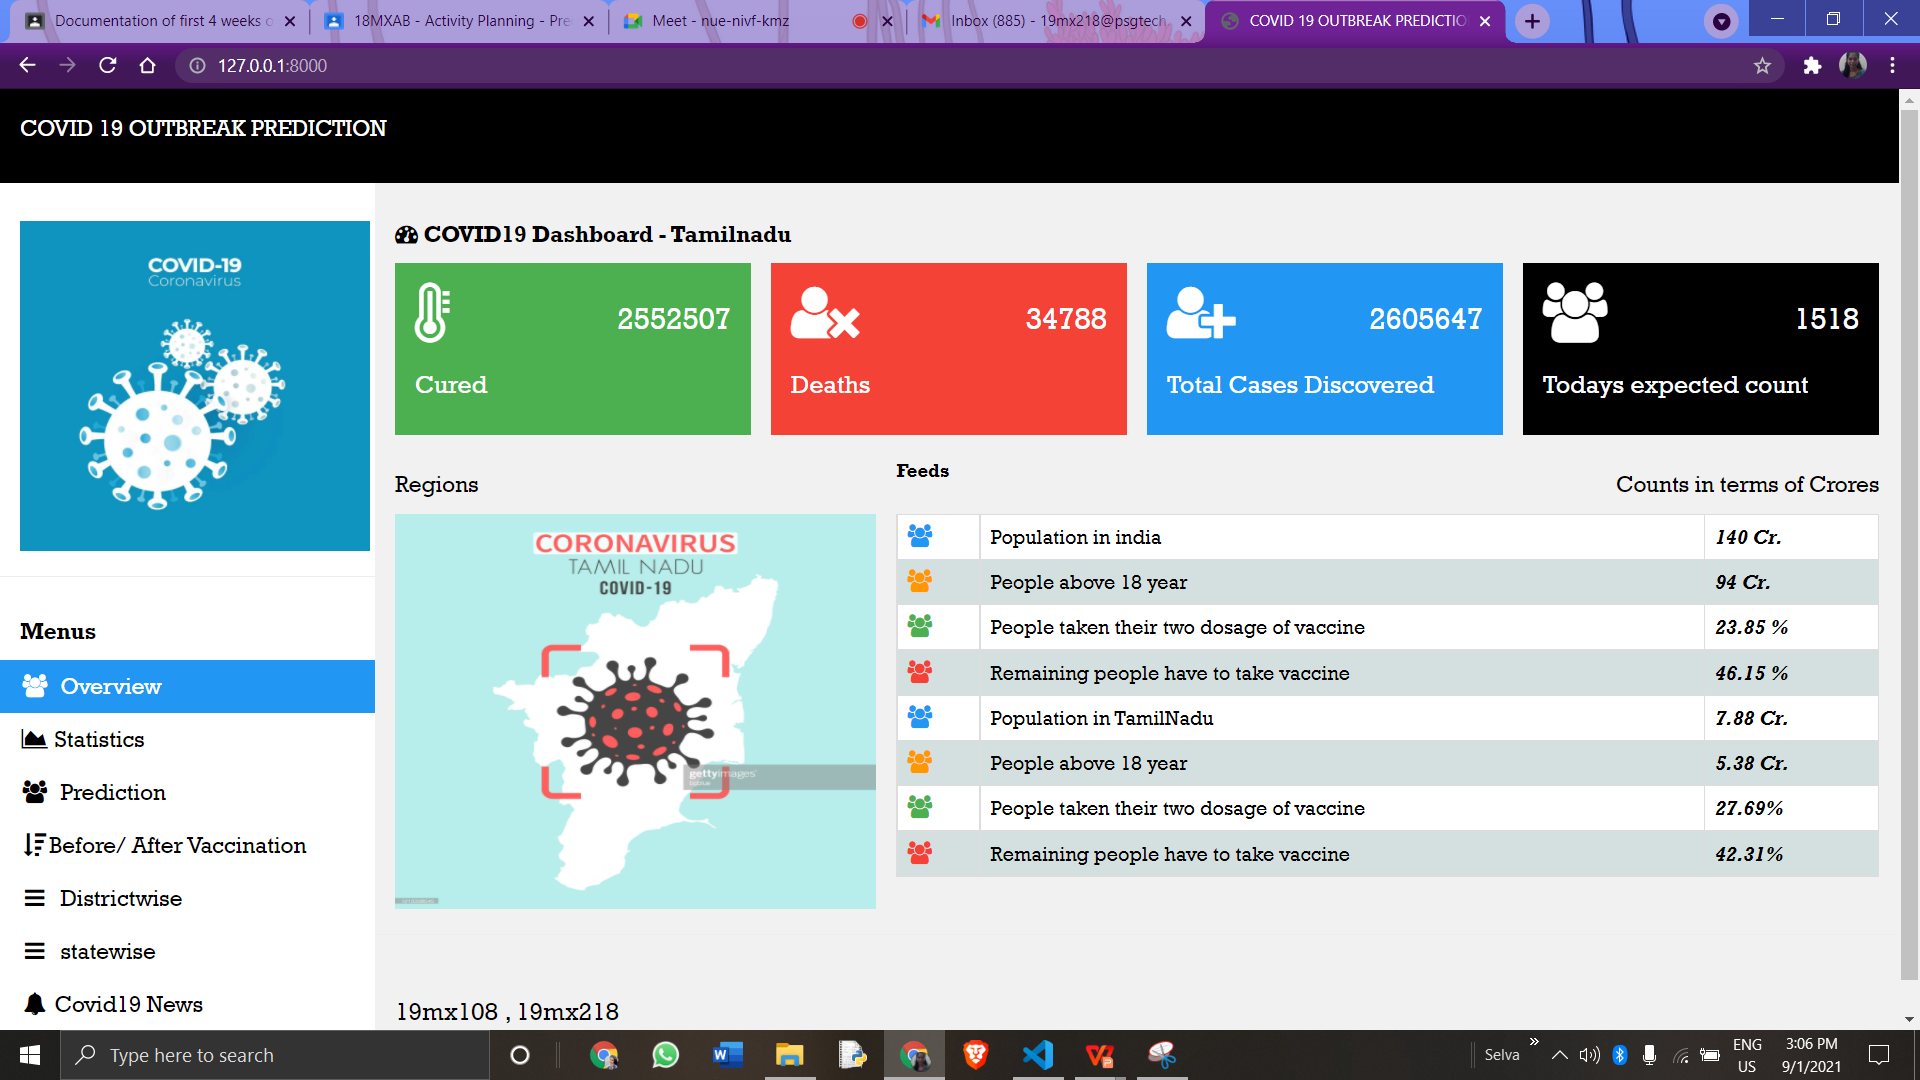 Documentation of first 4 weeks o
18MXAB - Activity Planning - Pre
Meet - nue-nivf-kmz
Inbox (885) - 19mx218@psgtech
COVID 19 OUTBREAK PREDICTIO
127.0.0.1:8000
COVID 19 OUTBREAK PREDICTION
COVID-19
Coronavirus
Menus
Overview
Statistics
Prediction
Before/ After Vaccination
Districtwise
statewise
Covid19 News
COVID19 Dashboard - Tamilnadu
2552507
Cured
34788
Deaths
2605647
Total Cases Discovered
1518
Todays expected count
Regions
CORONAVIRUS
TAMIL NADU
COVID-19
gettyimages
Feeds
Counts in terms of Crores
Population in india 140 Cr.
People above 18 year 94 Cr.
People taken their two dosage of vaccine 23.85 %
Remaining people have to take vaccine 46.15 %
Population in TamilNadu 7.88 Cr.
People above 18 year 5.38 Cr.
People taken their two dosage of vaccine 27.69%
Remaining people have to take vaccine 42.31%
19mx108 , 19mx218
Type here to search
Selva
ENG
US
3:06 PM
9/1/2021